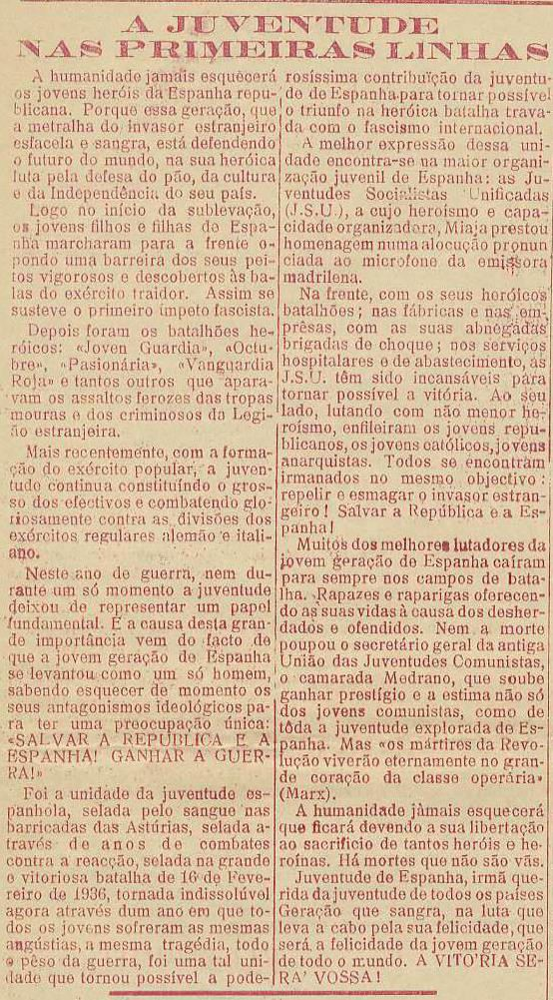 A JUVENTUDE
NAS PRIMEIRAS LINHAS
A humanidade jamais esquecerá
os jovens heróis da Espanha repu-
blicana. Porque essa geração, que
a metralha do invasor estranjeiro
esfacela e sangra, está defendendo
o futuro do mundo, na sua heróica
luta pela defesa do pão, da cultura
e da Independência do seu país.
Logo no início da sublevação,
os jovens filhos e filhas de Espa-
nha marcharam para a frente o-
pondo uma barreira dos seus pei-
tos vigorosos e descobertos às ba-
las do exército traidor. Assim se
susteve o primeiro ímpeto fascista.
Depois foram os batalhões he-
róicos: «Joven Guardia», «Octu-
bre», «Pasionária», «Vanguardia
Roja» e tantos outros que apara-
vam os assaltos ferozes das tropas
mouras e dos criminosos da Legi-
ão estranjeira.
Mais recentemente, com a forma-
ção do exército popular, a juven-
tude continua constituíndo o gros-
so dos efectivos e combatendo glo-
riosamente contra as divisões dos
exércitos regulares alemão e itali-
ano.
Neste ano de guerra, nem du-
rante um só momento a juventude
deixou de representar um papel
fundamental. E a causa desta gran-
de importância vem do facto de
que a jovem geração de Espanha
se levantou como um só homem,
sabendo esquecer de momento os
seus antagonismos ideológicos pa-
ra ter uma preocupação única:
«SALVAR A REPÚBLICA E A
ESPANHA! GANHAR A GUER-
RA!»
Foi a unidade da juventude es-
panhola, selada pelo sangue nas
barricadas das Astúrias, selada a-
través de anos de combates
contra a reacção, selada na grande
e vitoriosa batalha de 16 de Feve-
reiro de 1936, tornada indissolúvel
agora através dum ano em que to-
dos os jovens sofreram as mesmas
angústias, a mesma tragédia, todo
o pêso da guerra, foi uma tal uni-
dade que tornou possível a pode-
rosíssima contribuïção da juventu-
de de Espanha para tornar possível
o triunfo na heróica batalha trava-
da com o fascismo internacional.
A melhor expressão dessa uni-
dade encontra-se na maior organi-
zação juvenil de Espanha: as Ju-
ventudes Socialistas Unificadas
(J.S.U.), a cujo heroísmo e capa-
cidade organizadora, Miaja prestou
homenagem numa alocução pronun
ciada ao microfone da emissora
madrilena.
Na frente, com os seus heróicos
batalhões; nas fábricas e nas em-
prêsas, com as suas abnegadas
brigadas de choque; nos serviços
hospitalares e de abastecimento, as
J.S.U. têm sido incansáveis para
tornar possível a vitória. Ao seu
lado, lutando com não menor he-
roísmo, enfileiram os jovens repu-
blicanos, os jovens católicos, jovens
anarquistas. Todos se encontram
irmanados no mesmo objectivo:
repelir e esmagar o invasor estran-
geiro! Salvar a República e a Es-
panha!
Muitos dos melhores lutadores da
jovem geração de Espanha caíram
para sempre nos campos de bata-
lha. Rapazes e raparigas oferecen-
do as suas vidas à causa dos desher-
dados e ofendidos. Nem a morte
poupou o secretário geral da antiga
União das Juventudes Comunistas,
o camarada Medrano, que soube
ganhar prestígio e a estima não só
dos jovens comunistas, como de
tôda a juventude explorada de Es-
panha. Mas «os mártires da Revo-
lução viverão eternamente no gran-
de coração da classe operária»
(Marx).
A humanidade jàmais esquecerá
que ficará devendo a sua libertação
ao sacrificio de tantos heróis e he-
roínas. Há mortes que não são vãs.
Juventude de Espanha, irmã que-
rida da juventude de todos os países
Geração que sangra, na luta que
leva a cabo pela sua felicidade, que
será a felicidade da jovem geração
de todo o mundo. A VITO'RIA SE-
RA' VOSSA!